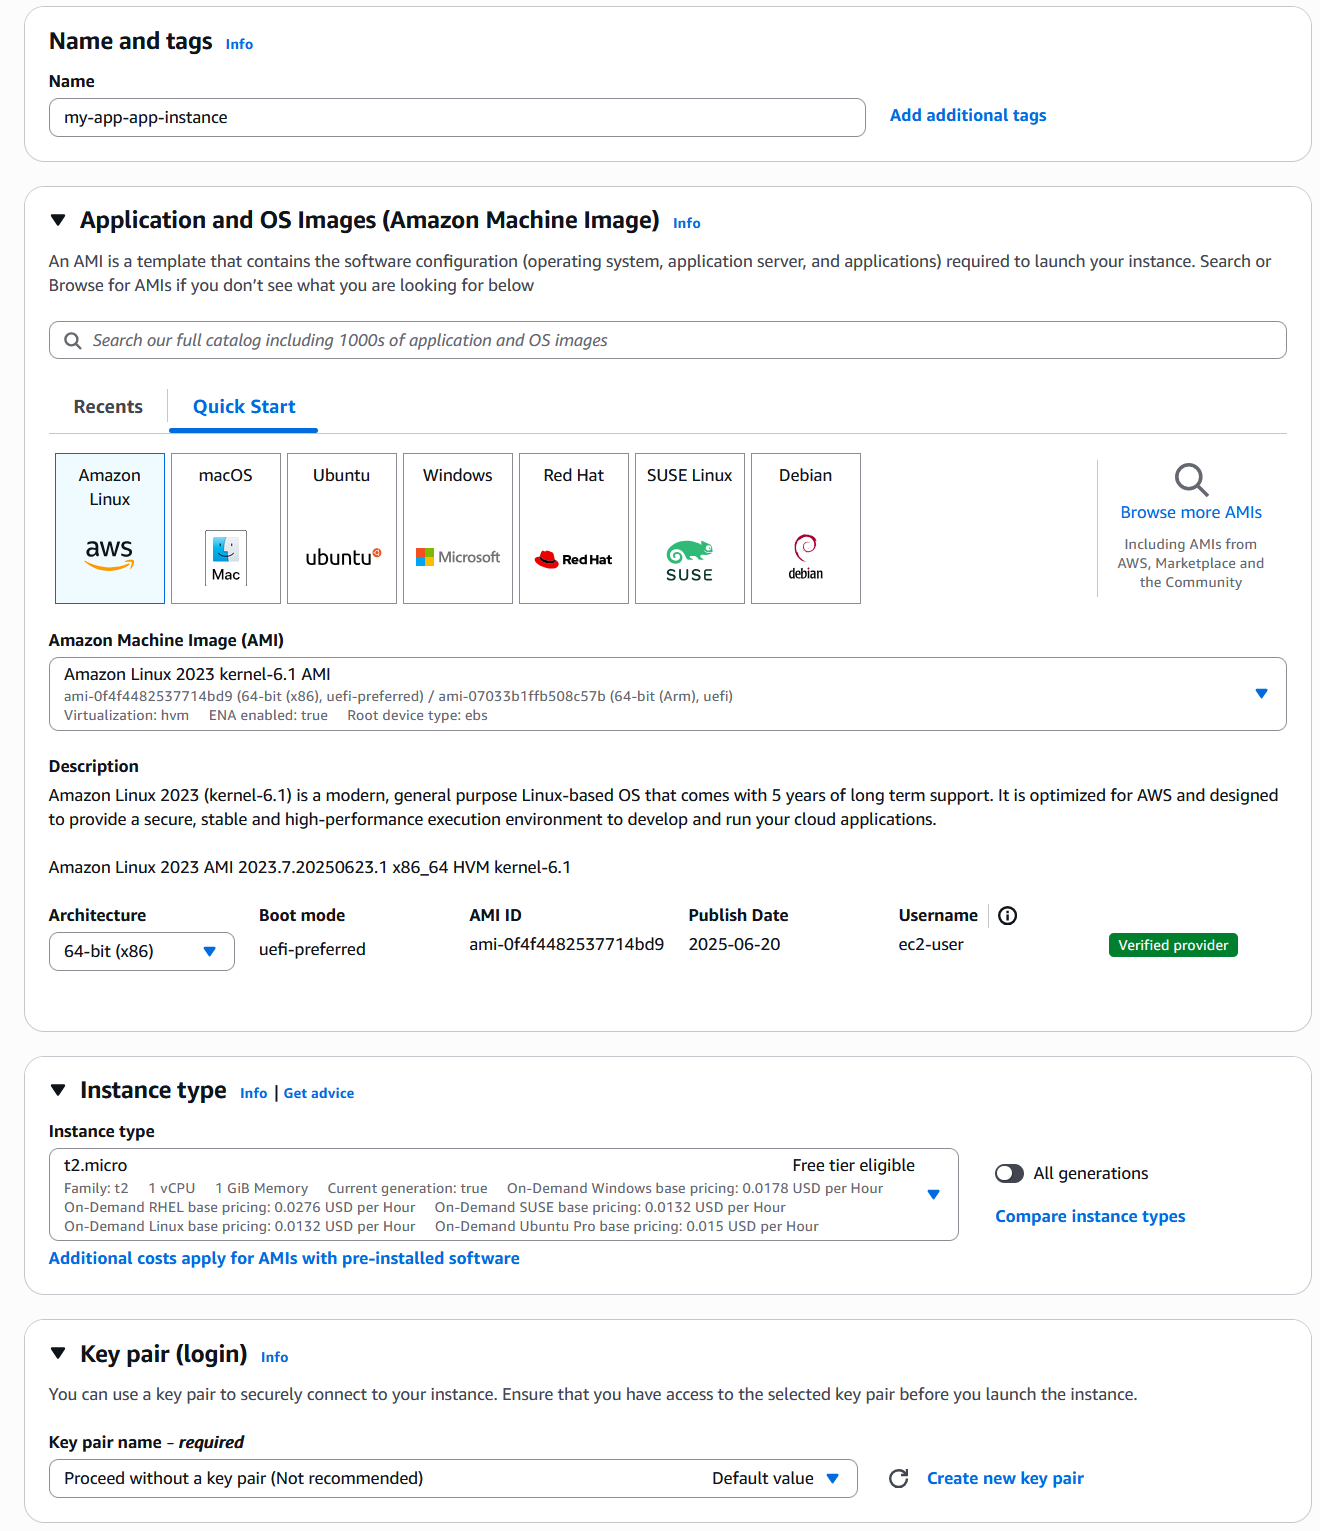 Name and tags Info
Name
my-app-app-instance
Add additional tags
Application and OS Images (Amazon Machine Image) Info
An AMI is a template that contains the software configuration (operating system, application server, and applications) required to launch your instance. Search or
Browse for AMIs if you don’t see what you are looking for below
Search our full catalog including 1000s of application and OS images
Recents
Quick Start
Amazon
Linux
aws
macOS
Mac
Ubuntu
ubuntu
Windows
Microsoft
Red Hat
Red Hat
SUSE Linux
SUSE
Debian
debian
Browse more AMIs
Including AMIs from
AWS, Marketplace and
the Community
Amazon Machine Image (AMI)
Amazon Linux 2023 kernel-6.1 AMI
ami-0f4f4482537714bd9 (64-bit (x86), uefi-preferred) / ami-07033b1ffb508c57b (64-bit (Arm), uefi)
Virtualization: hvm ENA enabled: true Root device type: ebs
Description
Amazon Linux 2023 (kernel-6.1) is a modern, general purpose Linux-based OS that comes with 5 years of long term support. It is optimized for AWS and designed
to provide a secure, stable and high-performance execution environment to develop and run your cloud applications.
Amazon Linux 2023 AMI 2023.7.20250623.1 x86_64 HVM kernel-6.1
Architecture
64-bit (x86)
Boot mode
uefi-preferred
AMI ID
ami-0f4f4482537714bd9
Publish Date
2025-06-20
Username
ec2-user
Verified provider
Instance type Info | Get advice
Instance type
t2.micro Free tier eligible
Family: t2 1 vCPU 1 GiB Memory Current generation: true On-Demand Windows base pricing: 0.0178 USD per Hour
On-Demand RHEL base pricing: 0.0276 USD per Hour On-Demand SUSE base pricing: 0.0132 USD per Hour
On-Demand Linux base pricing: 0.0132 USD per Hour On-Demand Ubuntu Pro base pricing: 0.015 USD per Hour
All generations
Compare instance types
Additional costs apply for AMIs with pre-installed software
Key pair (login) Info
You can use a key pair to securely connect to your instance. Ensure that you have access to the selected key pair before you launch the instance.
Key pair name - required
Proceed without a key pair (Not recommended) Default value
Create new key pair